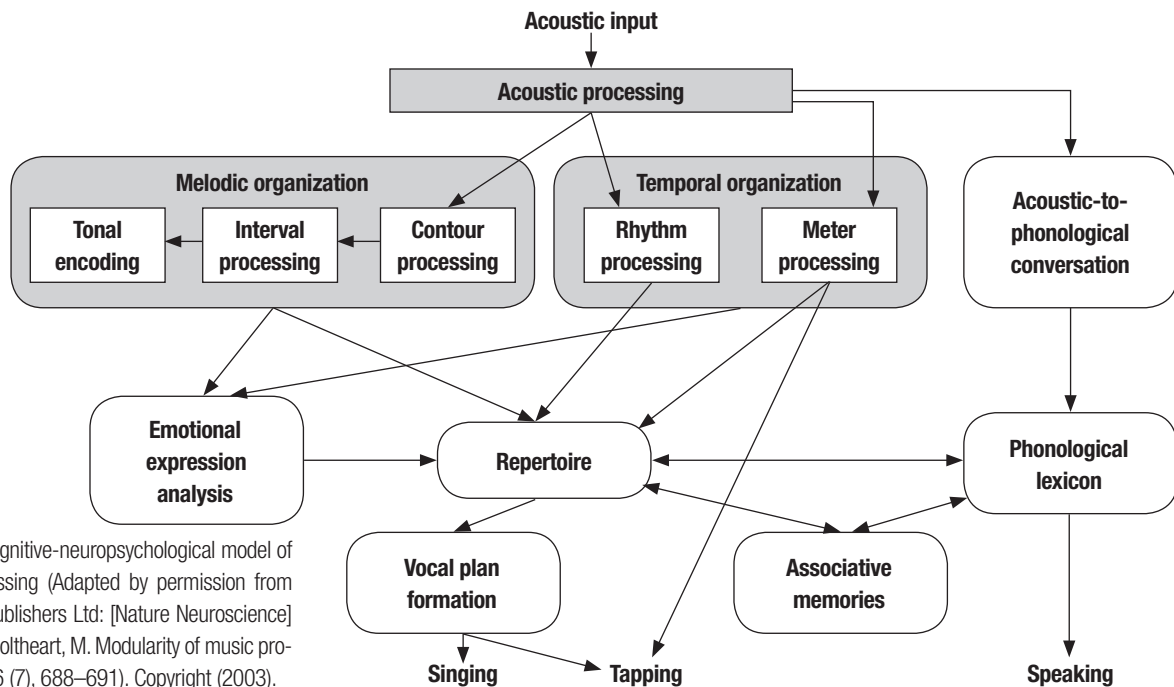 Acoustic input
Acoustic processing
Melodic organization
Tonal
encoding
Interval
processing
Contour
processing
Temporal organization
Rhythm
processing
Meter
processing
Acoustic-to-
phonological
conversation
Emotional
expression
analysis
Repertoire
Phonological
lexicon
Vocal plan
formation
Associative
memories
Singing
Tapping
Speaking
ognitive-neuropsychological model of
ssing (Adapted by permission from
ublishers Ltd: [Nature Neuroscience]
oltheart, M. Modularity of music pro-
6 (7), 688–691). Copyright (2003).